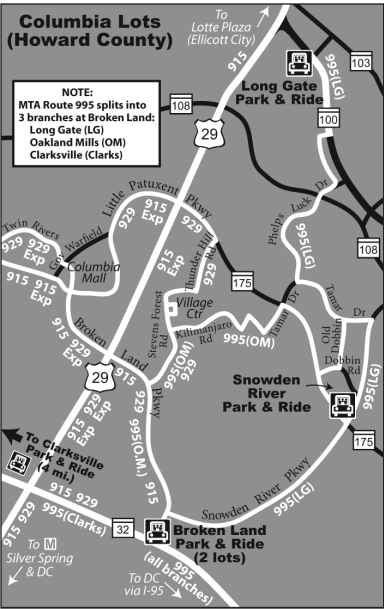 Columbia Lots
(Howard County)
To
Lotte Plaza
(Ellicott City)
915
NOTE:
MTA Route 995 splits into
3 branches at Broken Land:
Long Gate (LG)
Oakland Mills (OM)
Clarksville (Clarks)
Long Gate
Park & Ride
995(LG)
103
100
108
29
Little Patuxent Pkwy
915
Exp
929
929
Twin Rivers
929 929
Exp
Gov Warfield
915 915
Exp
Columbia
Mall
915
Exp
Thunder Hill
Rd
929
175
Phelps Luck Dr
995(LG)
108
Village
Ctr
Stevens Forest
Rd
Kilimanjaro
Rd
995(OM)
Tamar Dr
Tamar Dr
Old
Dobbin
Dobbin
Rd
995(LG)
Broken Land Pkwy
915 929
Exp
915
29
995(OM)
929
929 995(O.M.) 915
915 929
Exp
Snowden
River
Park & Ride
175
To Clarksville
Park & Ride
(4 mi.)
915 929
995(Clarks)
915 929
32
Snowden River Pkwy
995(LG)
Broken Land
Park & Ride
(2 lots)
995
(all branches)
To M
Silver Spring
& DC
To DC
via I-95